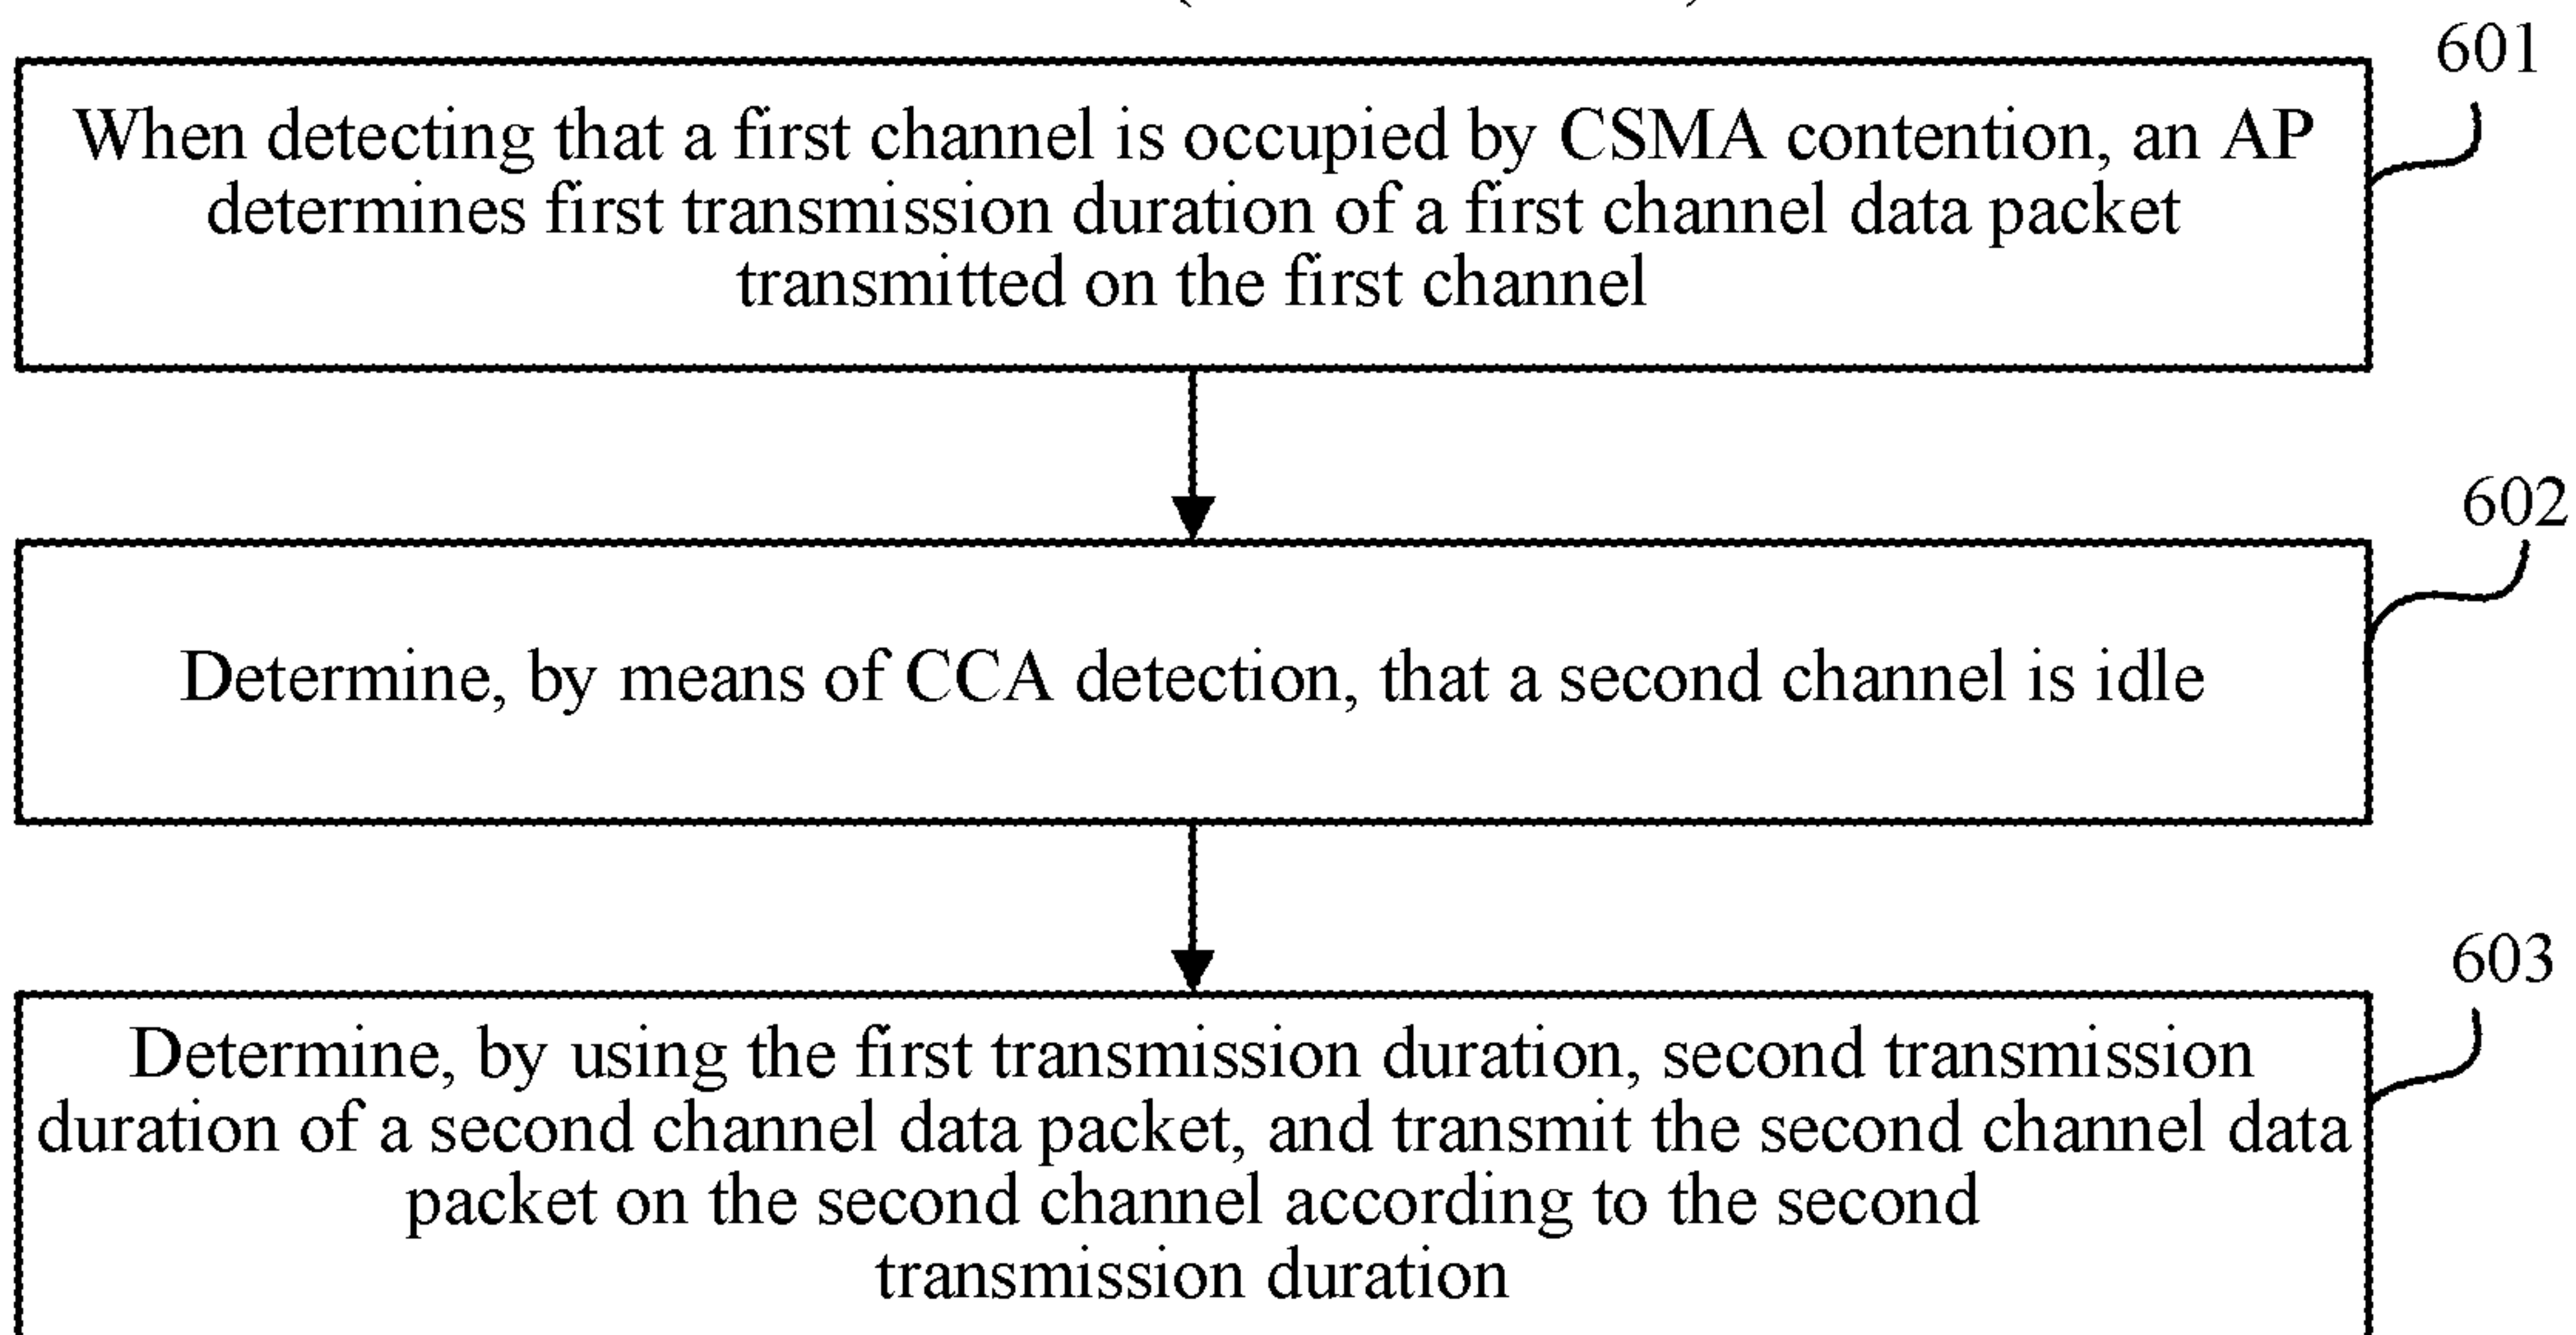 601
When detecting that a first channel is occupied by CSMA contention, an AP
determines first transmission duration of a first channel data packet
transmitted on the first channel
602
Determine, by means of CCA detection, that a second channel is idle
603
Determine, by using the first transmission duration, second transmission
duration of a second channel data packet, and transmit the second channel data
packet on the second channel according to the second
transmission duration